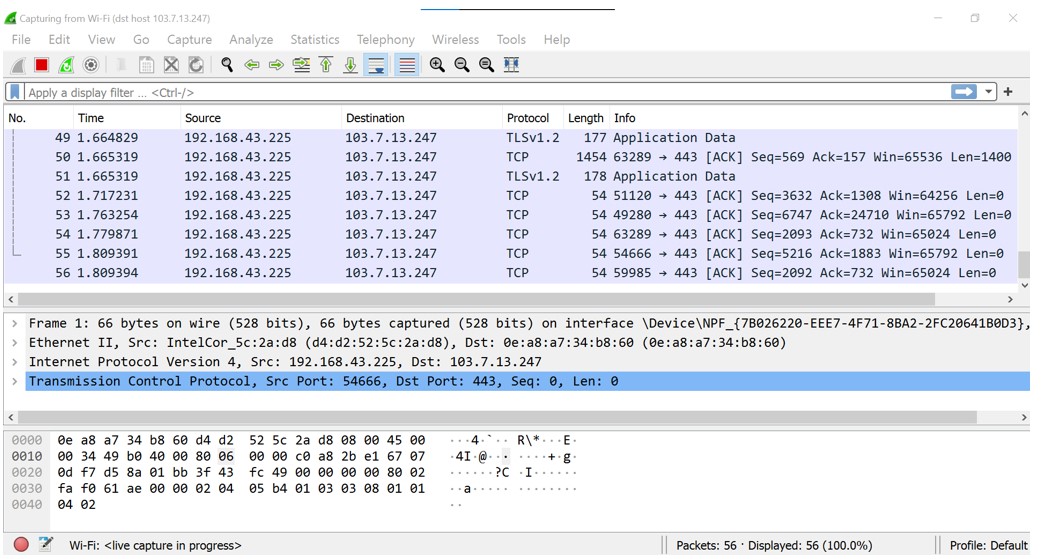 Capturing from Wi-Fi (dst host 103.7.13.247)
File Edit View Go Capture Analyze Statistics Telephony Wireless Tools Help
Apply a display filter ... <Ctrl-/>
No. Time Source Destination Protocol Length Info
49 1.664829 192.168.43.225 103.7.13.247 TLSv1.2 177 Application Data
50 1.665319 192.168.43.225 103.7.13.247 TCP 1454 63289 → 443 [ACK] Seq=569 Ack=157 Win=65536 Len=1400
51 1.665319 192.168.43.225 103.7.13.247 TLSv1.2 178 Application Data
52 1.717231 192.168.43.225 103.7.13.247 TCP 54 51120 → 443 [ACK] Seq=3632 Ack=1308 Win=64256 Len=0
53 1.763254 192.168.43.225 103.7.13.247 TCP 54 49280 → 443 [ACK] Seq=6747 Ack=24710 Win=65792 Len=0
54 1.779871 192.168.43.225 103.7.13.247 TCP 54 63289 → 443 [ACK] Seq=2093 Ack=732 Win=65024 Len=0
55 1.809391 192.168.43.225 103.7.13.247 TCP 54 54666 → 443 [ACK] Seq=5216 Ack=1883 Win=65792 Len=0
56 1.809394 192.168.43.225 103.7.13.247 TCP 54 59985 → 443 [ACK] Seq=2092 Ack=732 Win=65024 Len=0
Frame 1: 66 bytes on wire (528 bits), 66 bytes captured (528 bits) on interface \Device\NPF_{7B026220-EEE7-4F71-8BA2-2FC20641B0D3},
Ethernet II, Src: IntelCor_5c:2a:d8 (d4:d2:52:5c:2a:d8), Dst: 0e:a8:a7:34:b8:60 (0e:a8:a7:34:b8:60)
Internet Protocol Version 4, Src: 192.168.43.225, Dst: 103.7.13.247
Transmission Control Protocol, Src Port: 54666, Dst Port: 443, Seq: 0, Len: 0
0000 0e a8 a7 34 b8 60 d4 d2 52 5c 2a d8 08 00 45 00 ···4·`·· R\*···E·
0010 00 34 49 b0 40 00 80 06 00 00 c0 a8 2b e1 67 07 ·4I·@··· ····+·g·
0020 0d f7 d5 8a 01 bb 3f 43 fc 49 00 00 00 00 80 02 ······?C ·I······
0030 fa f0 61 ae 00 00 02 04 05 b4 01 03 03 08 01 01 ··a····· ········
0040 04 02 ··
Wi-Fi: <live capture in progress> Packets: 56 · Displayed: 56 (100.0%) Profile: Default